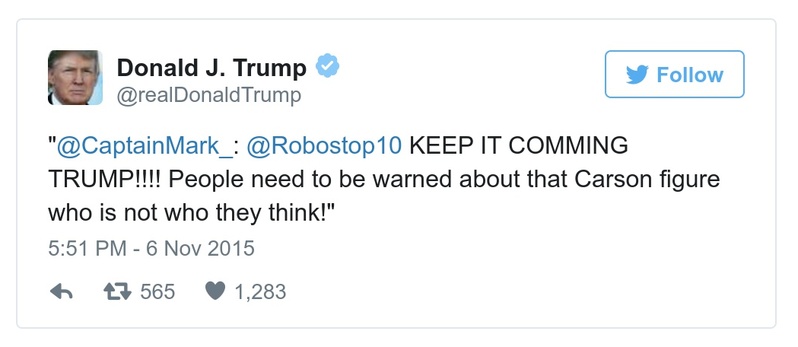 Donald J. Trump
@realDonaldTrump
Follow
"@CaptainMark_: @Robostop10 KEEP IT COMMING
TRUMP!!!! People need to be warned about that Carson figure
who is not who they think!"
5:51 PM - 6 Nov 2015
565 1,283